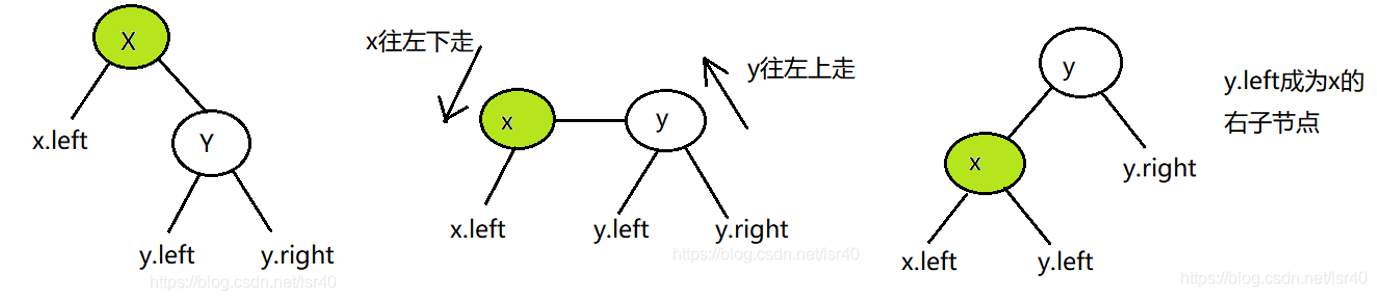 X
x.left
Y
y.left
y.right
https://blog.csdn.net/lsr40
x往左下走
y往左上走
x
y
x.left
y.left
y.right
https://blog.csdn.net/lsr40
y
y.left成为x的
右子节点
x
y.right
x.left
y.left
https://blog.csdn.net/lsr40